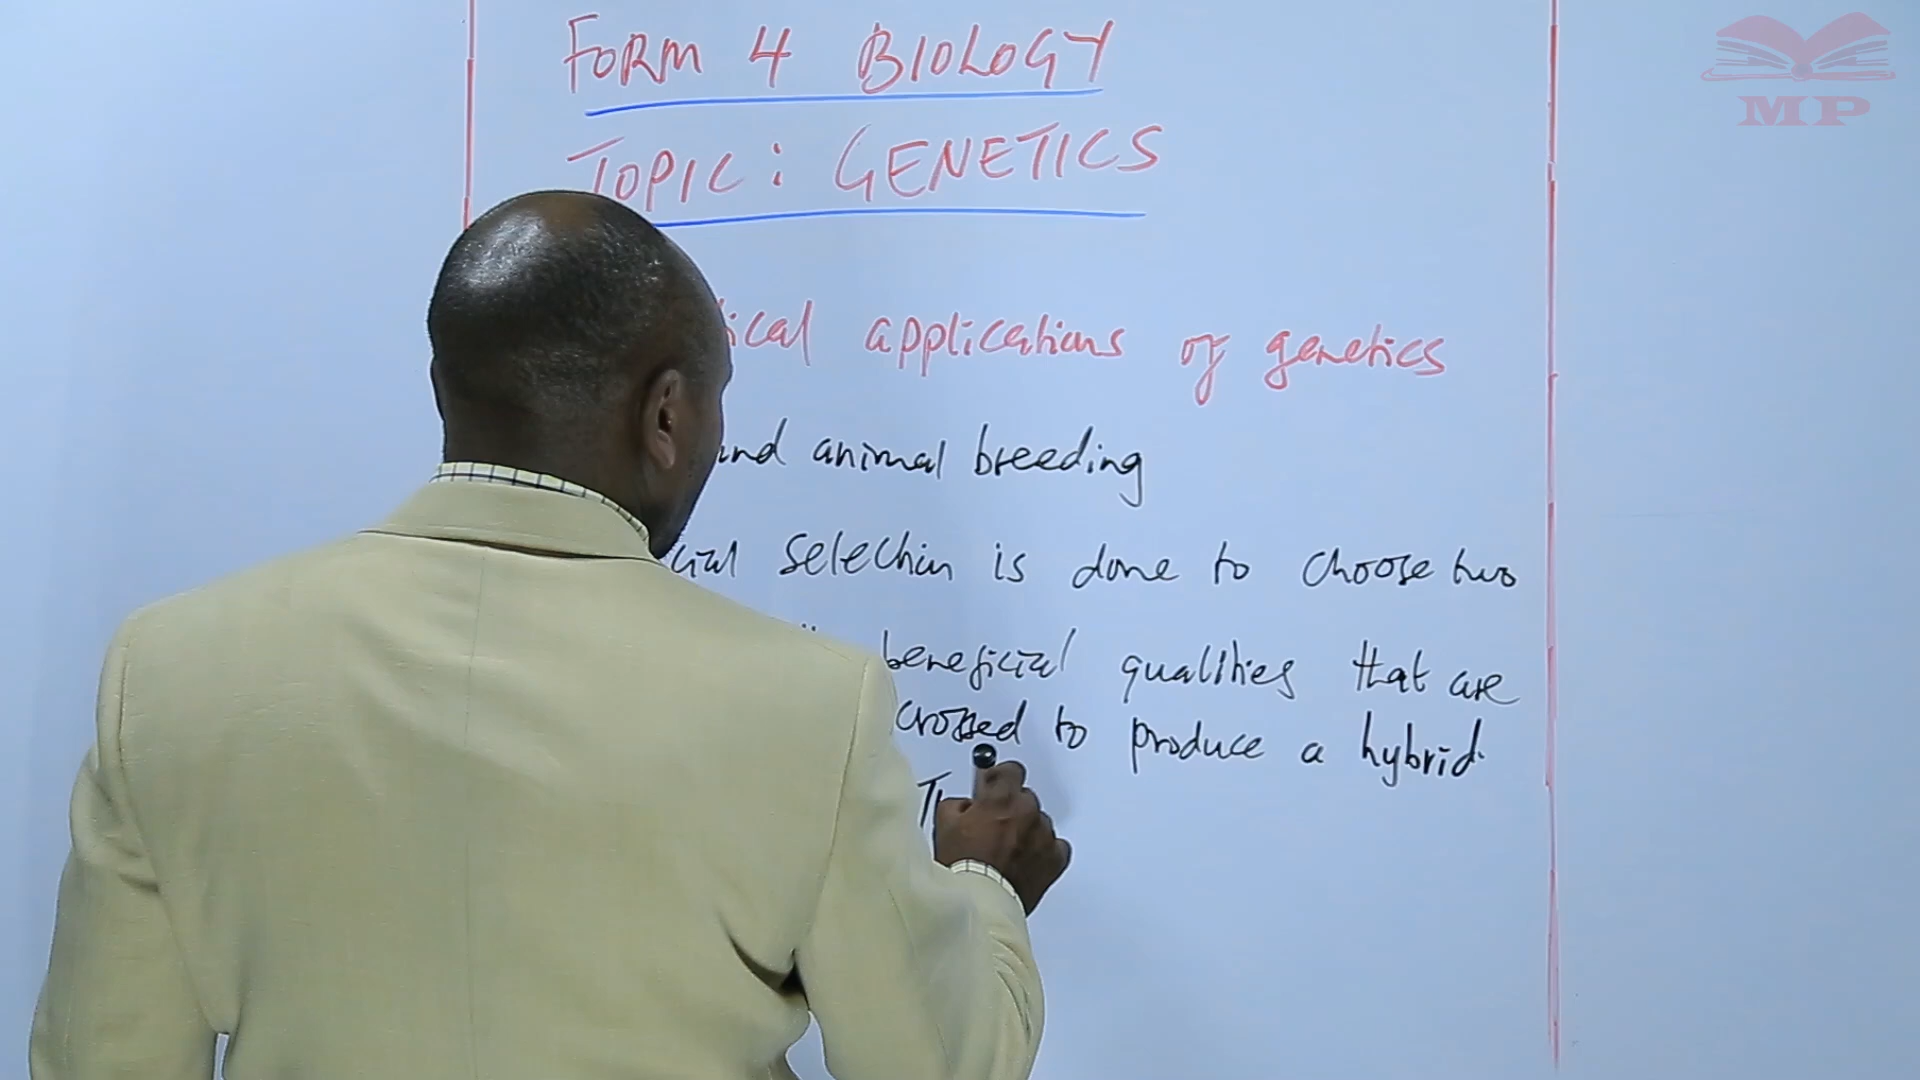 FORM 4 BIOLOGY
TOPIC: GENETICS
applications of genetics
animal breeding
selection is done to choose two
beneficial qualities that are
crossed to produce a hybrid.
MP